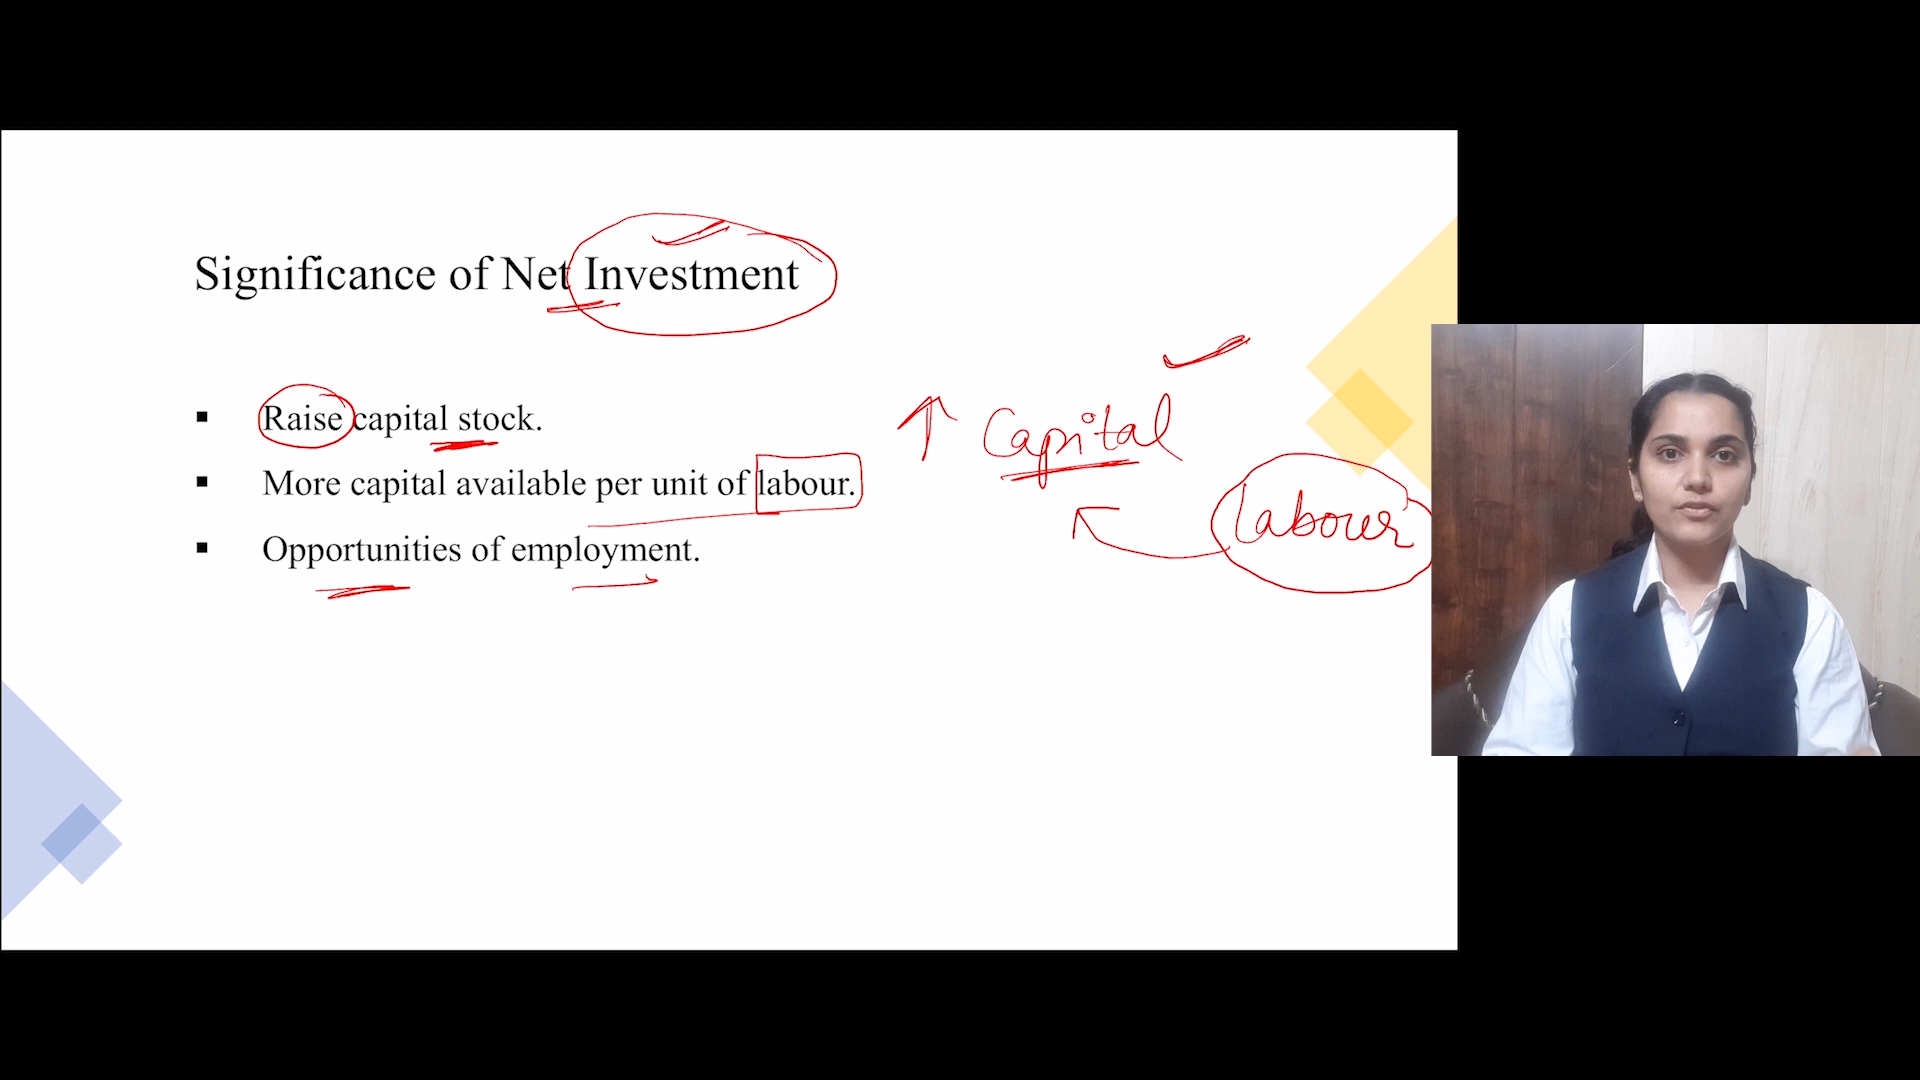 Significance of Net Investment
▪ Raise capital stock.
▪ More capital available per unit of labour.
▪ Opportunities of employment.
↑ Capital
labour